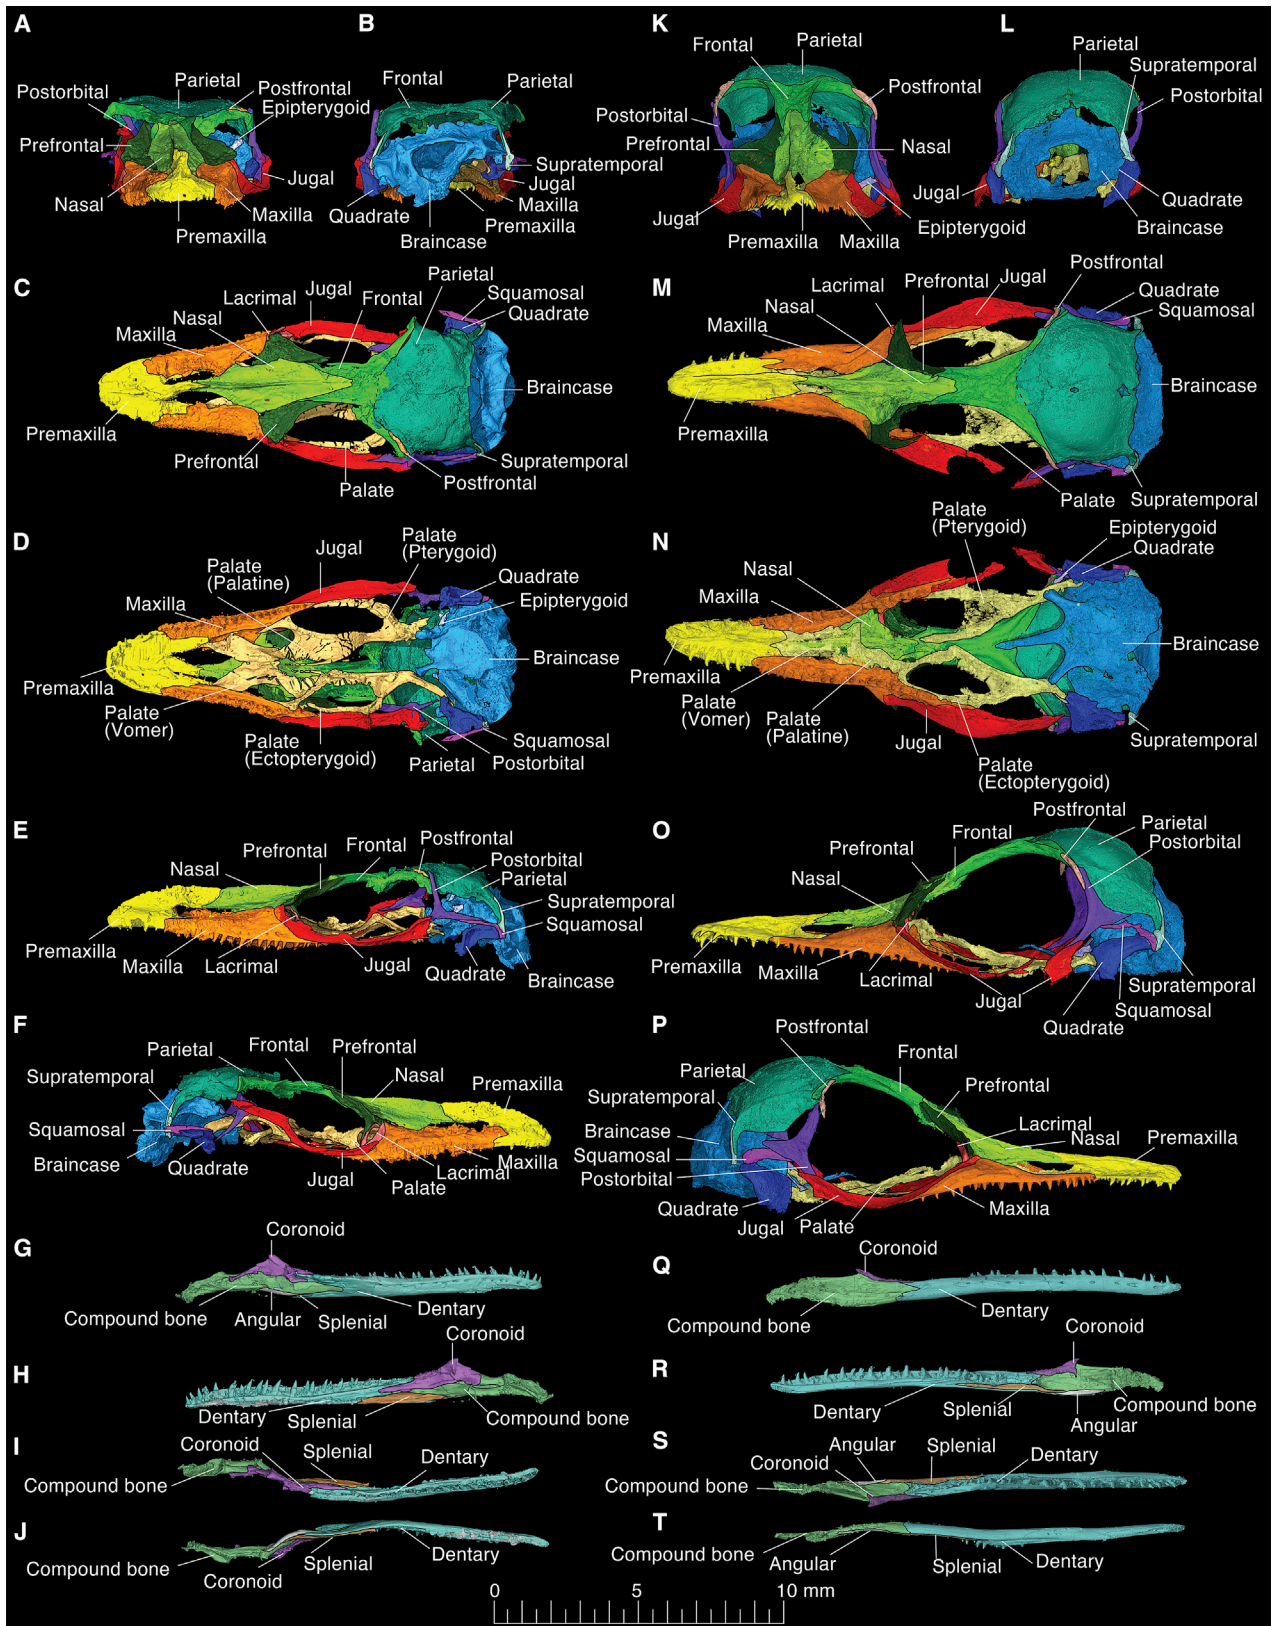 A
Parietal
Postorbital
Postfrontal
Epipterygoid
Prefrontal
Nasal
Jugal
Maxilla
Premaxilla
B
Frontal
Parietal
Supratemporal
Jugal
Maxilla
Premaxilla
Quadrate
Braincase
K
Frontal
Parietal
Postfrontal
Postorbital
Prefrontal
Nasal
Jugal
Premaxilla
Maxilla
Epipterygoid
L
Parietal
Supratemporal
Postorbital
Jugal
Quadrate
Braincase
C
Parietal
Jugal
Lacrimal
Frontal
Squamosal
Quadrate
Nasal
Maxilla
Braincase
Premaxilla
Prefrontal
Supratemporal
Postfrontal
Palate
M
Postfrontal
Jugal
Prefrontal
Lacrimal
Quadrate
Squamosal
Nasal
Maxilla
Braincase
Premaxilla
Palate
Supratemporal
D
Palate
(Pterygoid)
Jugal
Palate
(Palatine)
Quadrate
Maxilla
Epipterygoid
Braincase
Premaxilla
Palate
(Vomer)
Palate
(Ectopterygoid)
Squamosal
Postorbital
Parietal
N
Palate
(Pterygoid)
Epipterygoid
Quadrate
Nasal
Maxilla
Braincase
Premaxilla
Palate
(Vomer)
Palate
(Palatine)
Jugal
Supratemporal
Palate
(Ectopterygoid)
E
Postfrontal
Frontal
Prefrontal
Postorbital
Nasal
Parietal
Supratemporal
Squamosal
Premaxilla
Maxilla
Lacrimal
Jugal
Quadrate
Braincase
O
Postfrontal
Parietal
Frontal
Postorbital
Prefrontal
Nasal
Premaxilla
Maxilla
Lacrimal
Jugal
Supratemporal
Squamosal
Quadrate
F
Frontal
Prefrontal
Parietal
Supratemporal
Nasal
Premaxilla
Squamosal
Braincase
Quadrate
Jugal
Palate
Lacrimal
Maxilla
P
Postfrontal
Frontal
Parietal
Prefrontal
Supratemporal
Lacrimal
Braincase
Nasal
Premaxilla
Squamosal
Postorbital
Quadrate
Jugal
Palate
Maxilla
G
Coronoid
Compound bone
Angular
Splenial
Dentary
Q
Coronoid
Dentary
Compound bone
H
Coronoid
Dentary
Splenial
Compound bone
R
Coronoid
Dentary
Splenial
Angular
Compound bone
I
Coronoid
Splenial
Dentary
Compound bone
S
Angular
Splenial
Coronoid
Dentary
Compound bone
J
Compound bone
Coronoid
Splenial
Dentary
T
Compound bone
Angular
Splenial
Dentary
0 5 10 mm